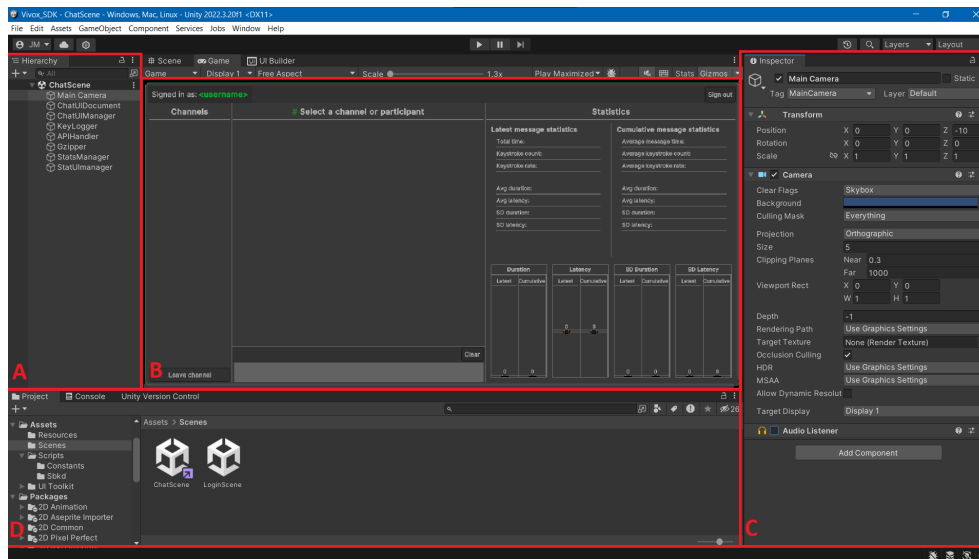 Vivox_SDK - ChatScene - Windows, Mac, Linux - Unity 2022.3.20f1 <DX11>
File Edit Assets GameObject Component Services Jobs Window Help
JM Layers Layout
Hierarchy
All
ChatScene
Main Camera
ChatUIDocument
ChatUIManager
KeyLogger
APIHandler
Gzipper
StatsManager
StatUImanager
A
Scene Game UI Builder
Game Display 1 Free Aspect Scale 1.3x Play Maximized Stats Gizmos
Signed in as: <username> Sign out
Channels # Select a channel or participant Statistics
Latest message statistics Cumulative message statistics
Total time: Average message time:
Keystroke count: Average keystroke count:
Keystroke rate: Average keystroke rate:
Avg duration: Avg duration:
Avg latency: Avg latency:
SD duration: SD duration:
SD latency: SD latency:
Duration Latency SD Duration SD Latency
Latest Cumulative Latest Cumulative Latest Cumulative Latest Cumulative
0 0
Clear
0 0 0 0 0 0
Leave channel
B
Inspector
Main Camera Static
Tag MainCamera Layer Default
Transform
Position X 0 Y 0 Z -10
Rotation X 0 Y 0 Z 0
Scale X 1 Y 1 Z 1
Camera
Clear Flags Skybox
Background
Culling Mask Everything
Projection Orthographic
Size 5
Clipping Planes Near 0.3
Far 1000
Viewport Rect X 0 Y 0
W 1 H 1
Depth -1
Rendering Path Use Graphics Settings
Target Texture None (Render Texture)
Occlusion Culling
HDR Use Graphics Settings
MSAA Use Graphics Settings
Allow Dynamic Resolut
Target Display Display 1
Audio Listener
Add Component
C
Project Console Unity Version Control
26
Assets
Resources
Scenes
Scripts
Constants
Sbkd
UI Toolkit
Packages
2D Animation
2D Aseprite Importer
2D Common
2D Pixel Perfect
D
Assets > Scenes
ChatScene LoginScene